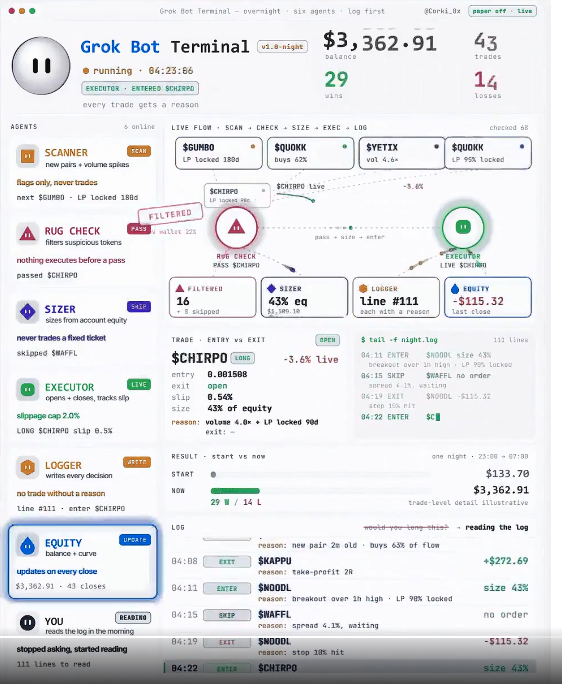 Grok Bot Terminal — overnight · six agents · log first
@Corki_0x
paper off · live
Grok Bot Terminal
v1.0-night
running · 04:23:06
EXECUTOR · ENTERED $CHIRPO
every trade gets a reason
$3,362.91
balance
43
trades
29
wins
14
losses
AGENTS
6 online
SCANNER
SCAN
new pairs + volume spikes
flags only, never trades
next $GUMBO · LP locked 180d
RUG CHECK
PASS
filters suspicious tokens
nothing executes before a pass
passed $CHIRPO
SIZER
SKIP
sizes from account equity
never trades a fixed ticket
skipped $WAFFL
EXECUTOR
LIVE
opens + closes, tracks slip
slippage cap 2.0%
LONG $CHIRPO slip 0.5%
LOGGER
WRITE
writes every decision
no trade without a reason
line #111 · enter $CHIRPO
EQUITY
UPDATE
balance + curve
updates on every close
$3,362.91 · 43 closes
YOU
READING
reads the log in the morning
stopped asking, started reading
111 lines to read
LIVE FLOW · SCAN → CHECK → SIZE → EXEC → LOG
checked 60
$GUMBO
LP locked 180d
$QUOKK
buys 62%
$YETIX
vol 4.6×
$QUOKK
LP 95% locked
$CHIRPO
LP locked 90d
$CHIRPO live
-3.6%
FILTERED
wallet 22%
pass → size → enter
RUG CHECK
PASS $CHIRPO
EXECUTOR
LIVE $CHIRPO
FILTERED
16
+ 8 skipped
SIZER
43% eq
LOGGER
line #111
each with a reason
EQUITY
-$115.32
last close
TRADE · ENTRY vs EXIT
OPEN
$CHIRPO
LONG
-3.6% live
entry 0.001508
exit open
slip 0.54%
size 43% of equity
reason: volume 4.0× + LP locked 90d
exit: —
$ tail -f night.log
111 lines
04:11 ENTER $NOODL size 43%
breakout over 1h high · LP 90% locked
04:15 SKIP $WAFFL no order
spread 4.1%, waiting
04:19 EXIT $NOODL -$115.32
stop 10% hit
04:22 ENTER $C
RESULT · start vs now
one night · 23:00 → 07:00
START
$133.70
NOW
$3,362.91
29 W / 14 L
trade-level detail illustrative
LOG
would you long this?
→ reading the log
reason: new pair 2m old · buys 63% of flow
04:08 EXIT $KAPPU +$272.69
reason: take-profit 2R
04:11 ENTER $NOODL size 43%
reason: breakout over 1h high · LP 90% locked
04:15 SKIP $WAFFL no order
reason: spread 4.1%, waiting
04:19 EXIT $NOODL -$115.32
reason: stop 10% hit
04:22 ENTER $CHIRPO size 43%